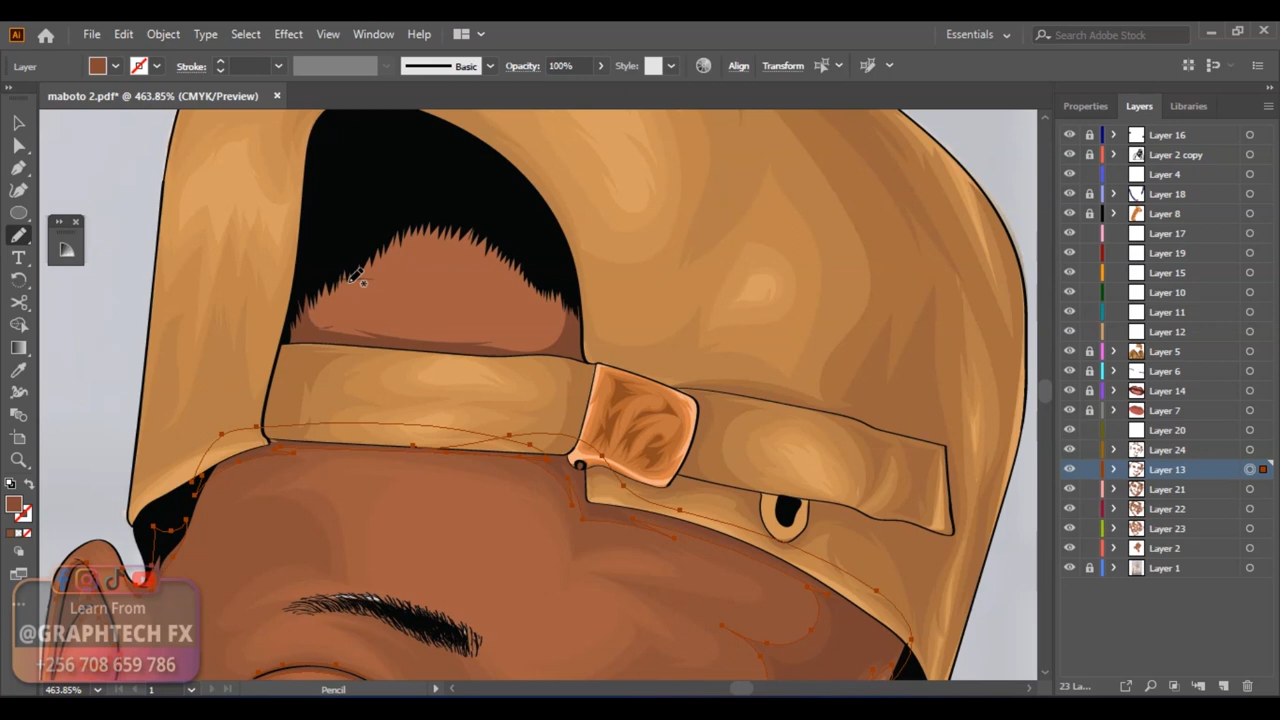 Ai File Edit Object Type Select Effect View Window Help Essentials Search Adobe Stock
Layer Stroke: Basic Opacity: 100% Style: Align Transform
maboto 2.pdf* @ 463.85% (CMYK/Preview)
Properties Layers Libraries
Layer 16
Layer 2 copy
Layer 4
Layer 18
Layer 8
Layer 17
Layer 19
Layer 15
Layer 10
Layer 11
Layer 12
Layer 5
Layer 6
Layer 14
Layer 7
Layer 20
Layer 24
Layer 13
Layer 21
Layer 22
Layer 23
Layer 2
Layer 1
Learn From
@GRAPHTECH FX
+256 708 659 786
463.85% 1 Pencil 23 La...